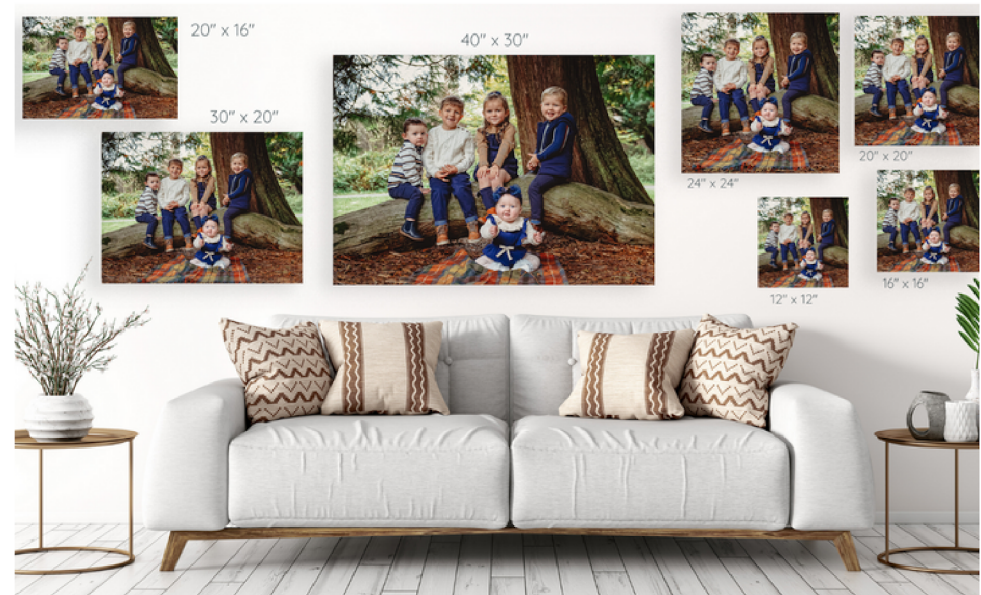 20" x 16"
40" x 30"
30" x 20"
20" x 20"
24" x 24"
16" x 16"
12" x 12"